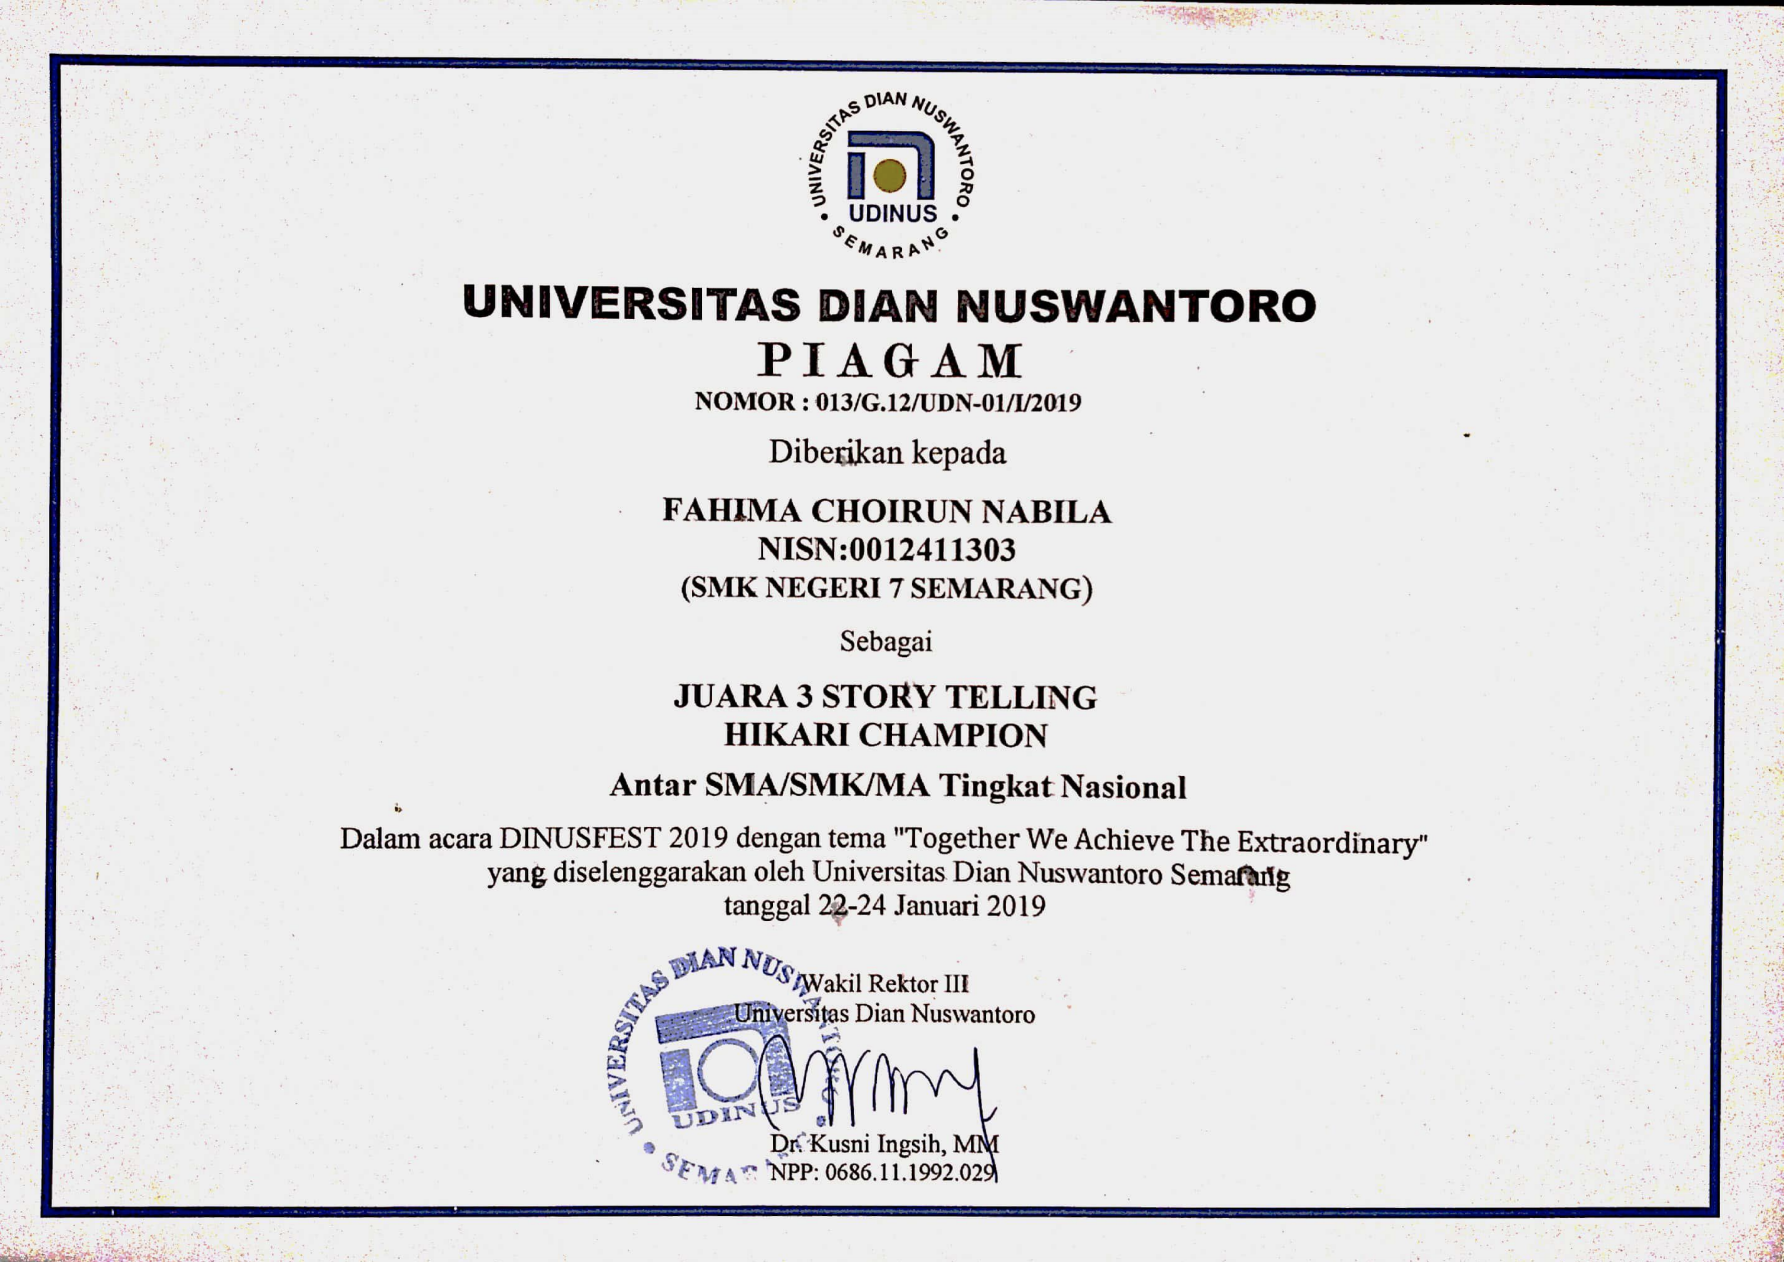 UNIVERSITAS DIAN NUSWANTORO
UDINUS
SEMARANG
UNIVERSITAS DIAN NUSWANTORO
PIAGAM
NOMOR : 013/G.12/UDN-01/I/2019
Diberikan kepada
FAHIMA CHOIRUN NABILA
NISN:0012411303
(SMK NEGERI 7 SEMARANG)
Sebagai
JUARA 3 STORY TELLING
HIKARI CHAMPION
Antar SMA/SMK/MA Tingkat Nasional
Dalam acara DINUSFEST 2019 dengan tema "Together We Achieve The Extraordinary"
yang diselenggarakan oleh Universitas Dian Nuswantoro Semarang
tanggal 22-24 Januari 2019
Wakil Rektor III
Universitas Dian Nuswantoro
UNIVERSITAS DIAN NUSWANTORO
UDINUS
Dr. Kusni Ingsih, MM
NPP: 0686.11.1992.029